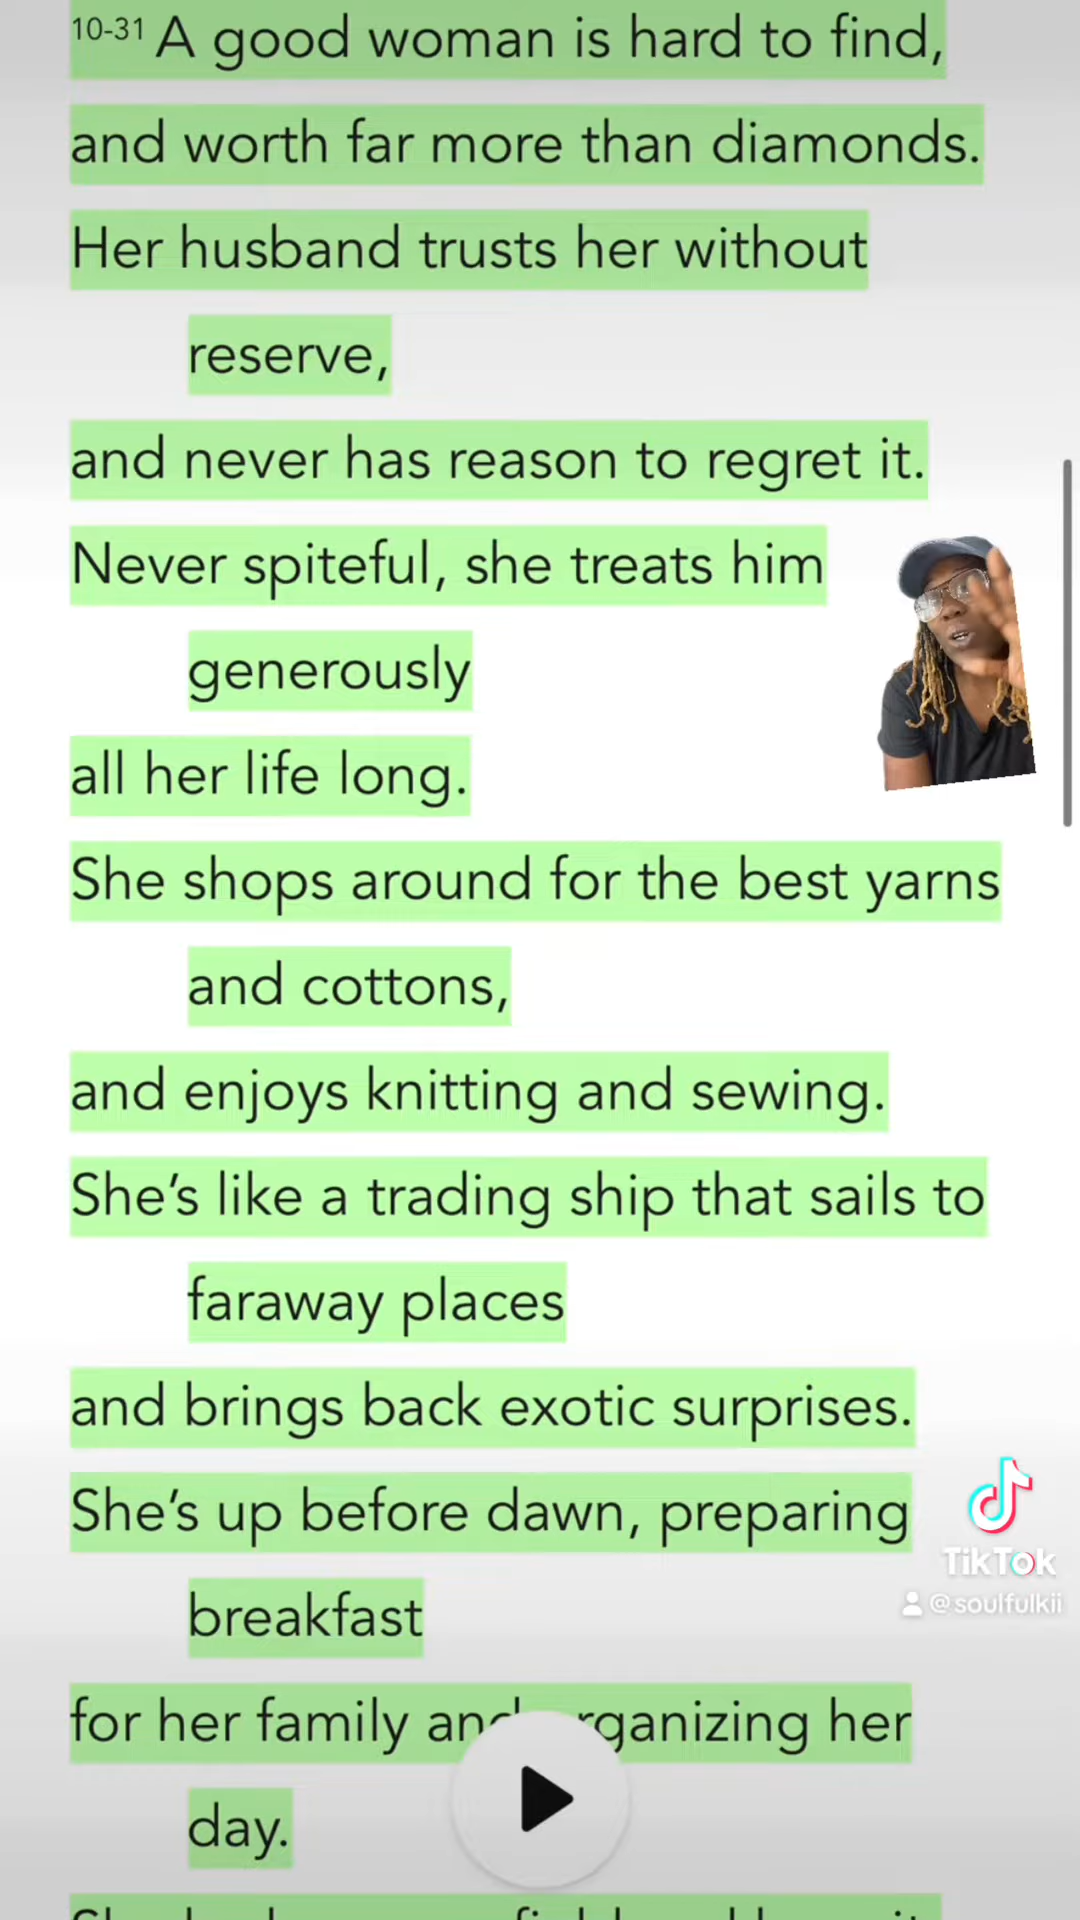 10-31 A good woman is hard to find,
and worth far more than diamonds.
Her husband trusts her without
reserve,
and never has reason to regret it.
Never spiteful, she treats him
generously
all her life long.
She shops around for the best yarns
and cottons,
and enjoys knitting and sewing.
She’s like a trading ship that sails to
faraway places
and brings back exotic surprises.
She’s up before dawn, preparing
breakfast
for her family and organizing her
day.
TikTok
@soulfulkii